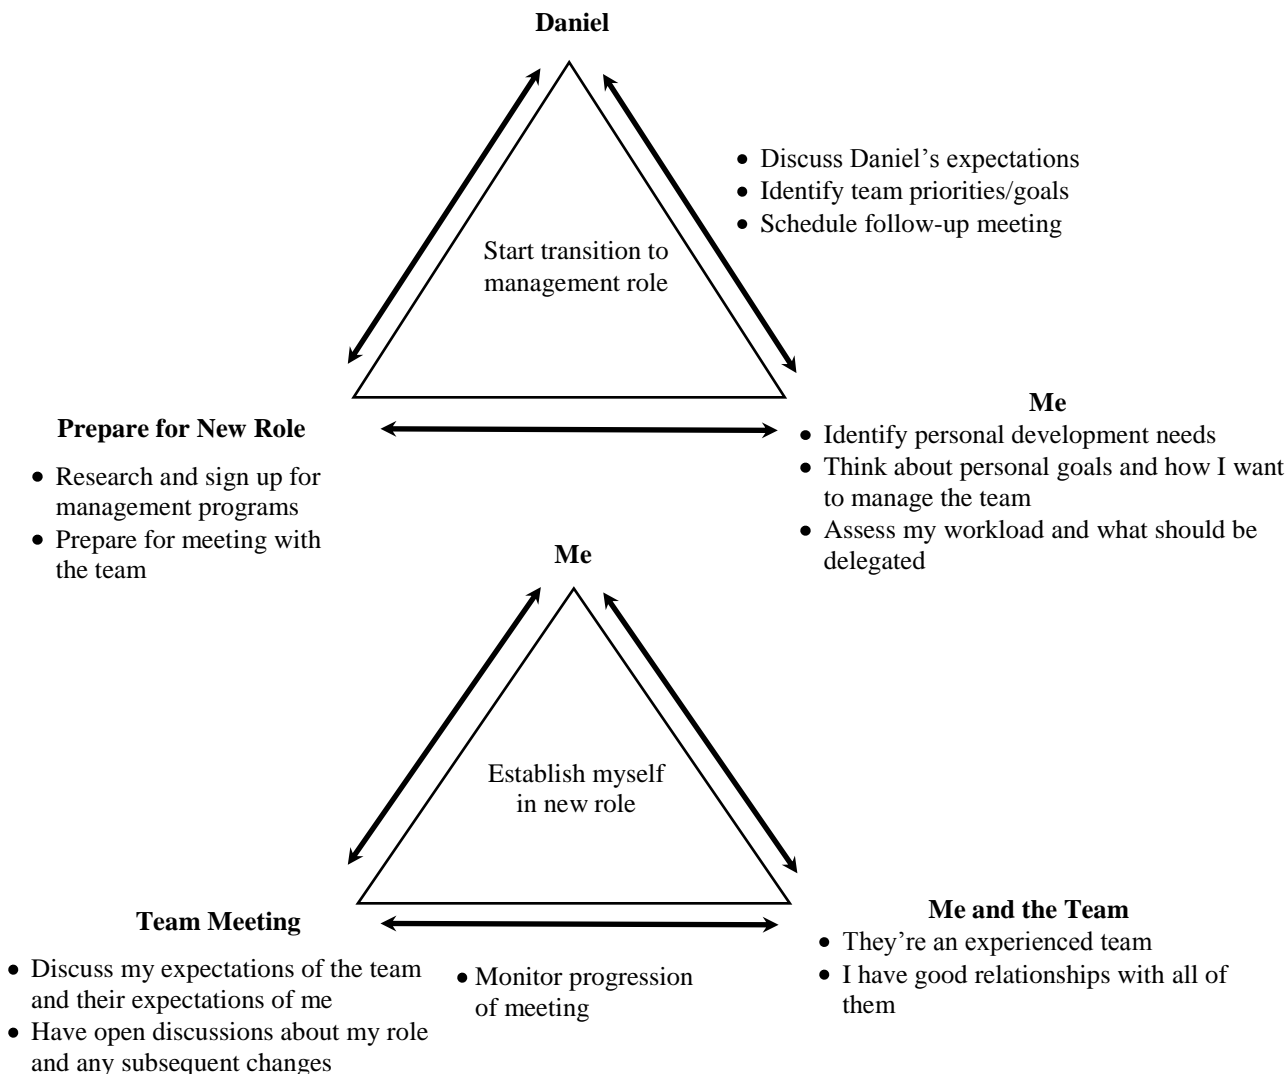 Daniel
• Discuss Daniel’s expectations
• Identify team priorities/goals
• Schedule follow-up meeting
Start transition to
management role
Prepare for New Role
• Research and sign up for
management programs
• Prepare for meeting with
the team
Me
• Identify personal development needs
• Think about personal goals and how I want
to manage the team
• Assess my workload and what should be
delegated
Me
Establish myself
in new role
Team Meeting
• Discuss my expectations of the team
and their expectations of me
• Have open discussions about my role
and any subsequent changes
• Monitor progression
of meeting
Me and the Team
• They’re an experienced team
• I have good relationships with all of
them